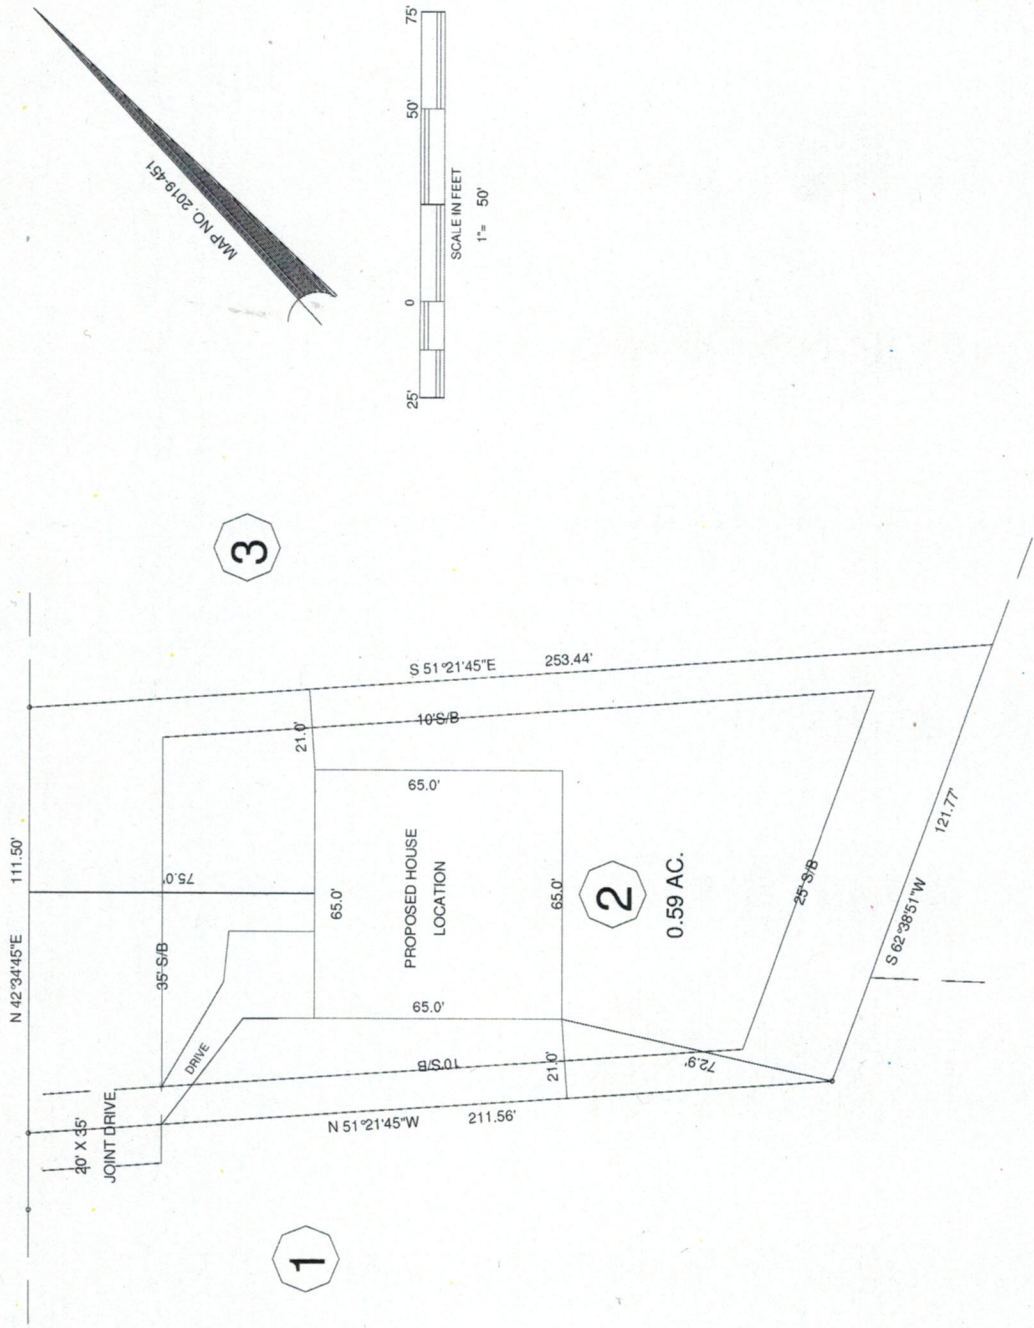 N 42°34'45"E 111.50'
20' X 35'
JOINT DRIVE
DRIVE
35' S/B
75.0'
21.0'
10'S/B
S 51°21'45"E 253.44'
65.0'
65.0'
PROPOSED HOUSE
LOCATION
65.0'
65.0'
10'S/B
N 51°21'45"W 211.56'
21.0'
72.9'
1
2
0.59 AC.
25' S/B
S 62°38'51"W
121.77'
3
MAP NO. 2019-451
25' 0 50' 75'
SCALE IN FEET
1"= 50'